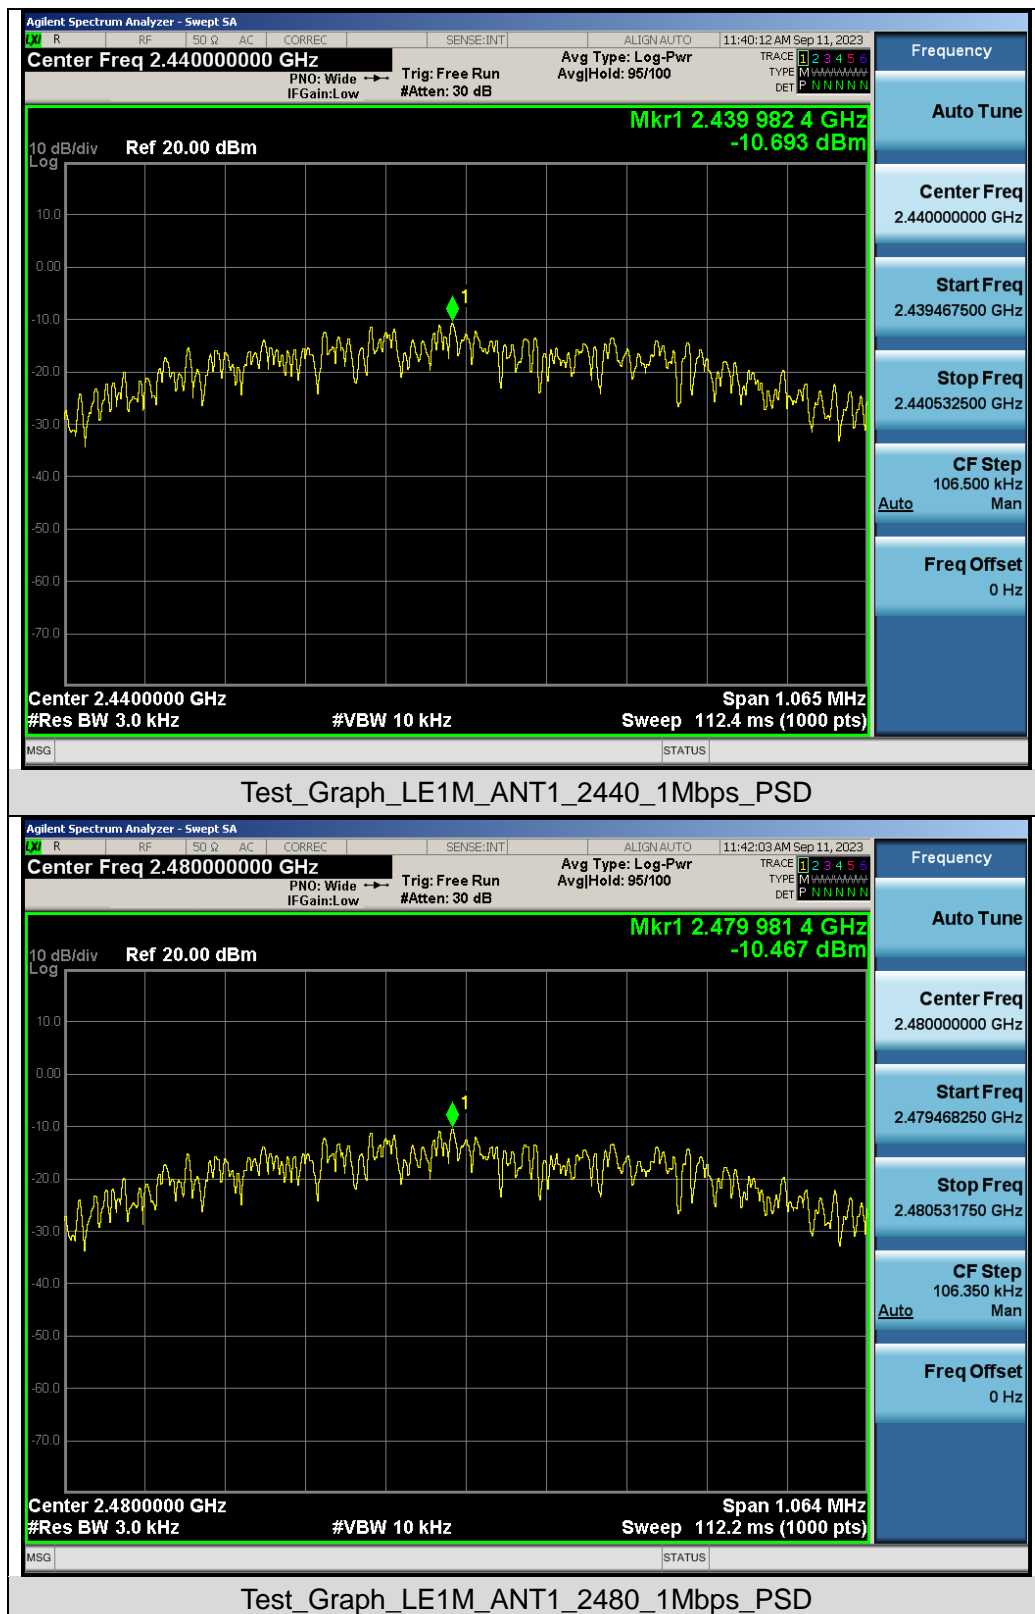 Agilent Spectrum Analyzer - Swept SA
LXI R RF 50 Ω AC CORREC SENSE:INT ALIGN AUTO 11:40:12 AM Sep 11, 2023
Center Freq 2.440000000 GHz
PNO: Wide
IFGain:Low
Trig: Free Run
#Atten: 30 dB
Avg Type: Log-Pwr
Avg|Hold: 95/100
TRACE 1 2 3 4 5 6
TYPE M WWWWW
DET P N N N N N
Mkr1 2.439 982 4 GHz
-10.693 dBm
10 dB/div Ref 20.00 dBm
Log
10.0
0.00
-10.0
-20.0
-30.0
-40.0
-50.0
-60.0
-70.0
1
Center 2.4400000 GHz Span 1.065 MHz
#Res BW 3.0 kHz #VBW 10 kHz Sweep 112.4 ms (1000 pts)
MSG STATUS
Frequency
Auto Tune
Center Freq
2.440000000 GHz
Start Freq
2.439467500 GHz
Stop Freq
2.440532500 GHz
CF Step
106.500 kHz
Auto Man
Freq Offset
0 Hz
Test_Graph_LE1M_ANT1_2440_1Mbps_PSD
Agilent Spectrum Analyzer - Swept SA
LXI R RF 50 Ω AC CORREC SENSE:INT ALIGN AUTO 11:42:03 AM Sep 11, 2023
Center Freq 2.480000000 GHz
PNO: Wide
IFGain:Low
Trig: Free Run
#Atten: 30 dB
Avg Type: Log-Pwr
Avg|Hold: 95/100
TRACE 1 2 3 4 5 6
TYPE M WWWWW
DET P N N N N N
Mkr1 2.479 981 4 GHz
-10.467 dBm
10 dB/div Ref 20.00 dBm
Log
10.0
0.00
-10.0
-20.0
-30.0
-40.0
-50.0
-60.0
-70.0
1
Center 2.4800000 GHz Span 1.064 MHz
#Res BW 3.0 kHz #VBW 10 kHz Sweep 112.2 ms (1000 pts)
MSG STATUS
Frequency
Auto Tune
Center Freq
2.480000000 GHz
Start Freq
2.479468250 GHz
Stop Freq
2.480531750 GHz
CF Step
106.350 kHz
Auto Man
Freq Offset
0 Hz
Test_Graph_LE1M_ANT1_2480_1Mbps_PSD